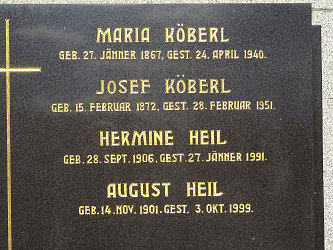 MARIA KÖBERL
GEB. 27. JÄNNER 1867, GEST. 24. APRIL 1940.
JOSEF KÖBERL
GEB. 15. FEBRUAR 1872, GEST. 28. FEBRUAR 1951.
HERMINE HEIL
GEB. 28. SEPT. 1906, GEST. 27. JÄNNER 1991.
AUGUST HEIL
GEB. 14. NOV. 1901. GEST. 3. OKT. 1999.